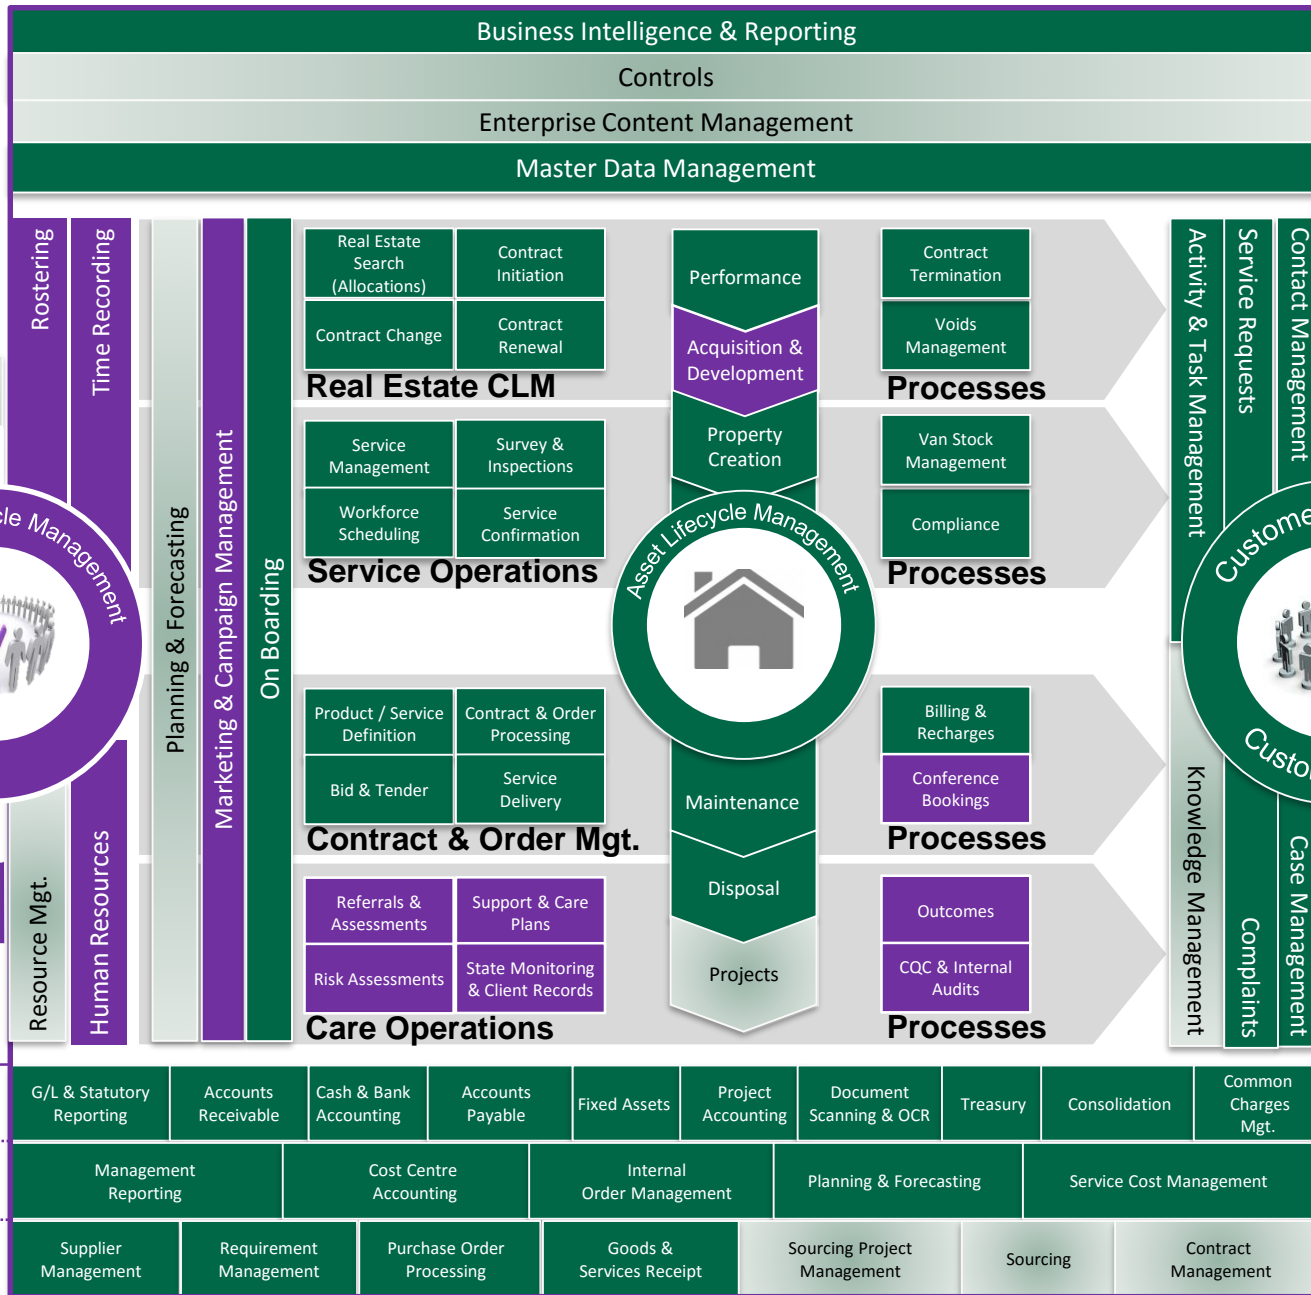 Business Intelligence & Reporting
Controls
Enterprise Content Management
Master Data Management
Rostering
Time Recording
Planning & Forecasting
Marketing & Campaign Management
On Boarding
Real Estate
Search
(Allocations)
Contract
Initiation
Contract Change
Contract
Renewal
Real Estate CLM
Performance
Acquisition &
Development
Property
Creation
Contract
Termination
Voids
Management
Processes
Service
Management
Survey &
Inspections
Workforce
Scheduling
Service
Confirmation
Service Operations
Van Stock
Management
Compliance
Processes
Asset Lifecycle Management
cle Management
Activity & Task Management
Service Requests
Contact Management
Custome
Custo
Product / Service
Definition
Contract & Order
Processing
Bid & Tender
Service
Delivery
Contract & Order Mgt.
Maintenance
Disposal
Projects
Billing &
Recharges
Conference
Bookings
Processes
Resource Mgt.
Human Resources
Referrals &
Assessments
Support & Care
Plans
Risk Assessments
State Monitoring
& Client Records
Care Operations
Outcomes
CQC & Internal
Audits
Processes
Knowledge Management
Complaints
Case Management
G/L & Statutory
Reporting
Accounts
Receivable
Cash & Bank
Accounting
Accounts
Payable
Fixed Assets
Project
Accounting
Document
Scanning & OCR
Treasury
Consolidation
Common
Charges
Mgt.
Management
Reporting
Cost Centre
Accounting
Internal
Order Management
Planning & Forecasting
Service Cost Management
Supplier
Management
Requirement
Management
Purchase Order
Processing
Goods &
Services Receipt
Sourcing Project
Management
Sourcing
Contract
Management